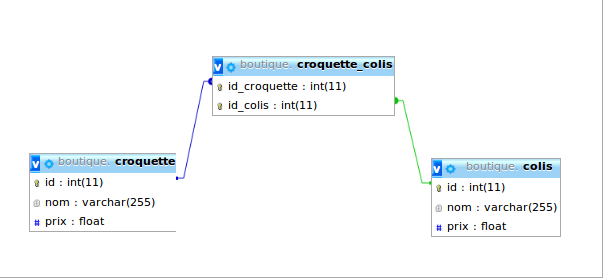 v boutique. croquette_colis
id_croquette : int(11)
id_colis : int(11)
v boutique. croquette
id : int(11)
nom : varchar(255)
# prix : float
v boutique. colis
id : int(11)
nom : varchar(255)
# prix : float